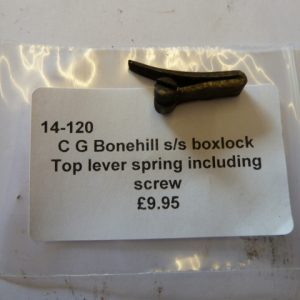 14-120
C G Bonehill s/s boxlock
Top lever spring including
screw
£9.95